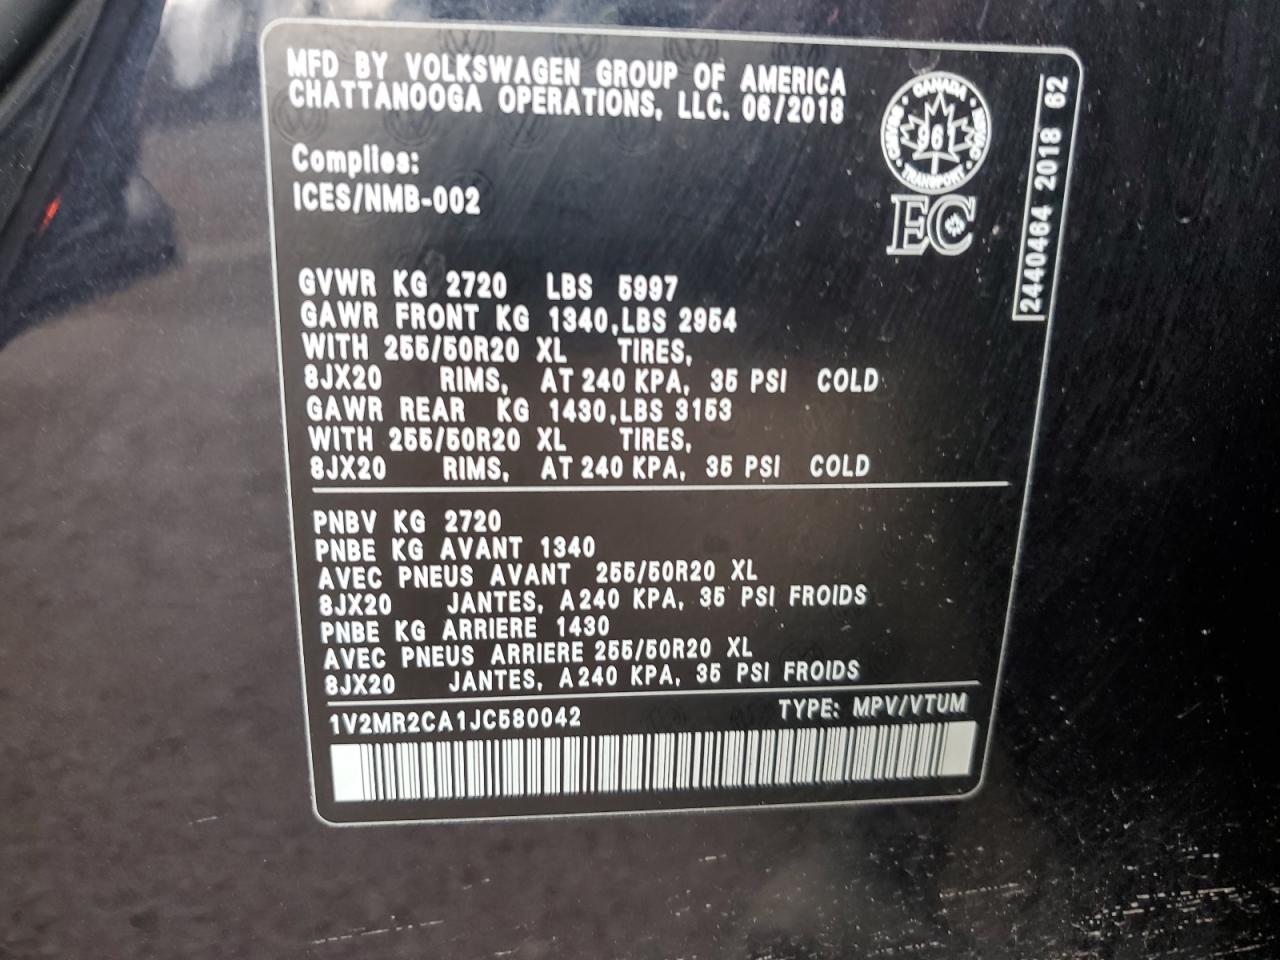 MFD BY VOLKSWAGEN GROUP OF AMERICA
CHATTANOOGA OPERATIONS, LLC. 06/2018
Complies:
ICES/NMB-002
CANADA
961
TRANSPORT
EC
2440464 2018 62
GVWR KG 2720 LBS 5997
GAWR FRONT KG 1340,LBS 2954
WITH 255/50R20 XL TIRES,
8JX20 RIMS, AT 240 KPA, 35 PSI COLD
GAWR REAR KG 1430,LBS 3153
WITH 255/50R20 XL TIRES,
8JX20 RIMS, AT 240 KPA, 35 PSI COLD
PNBV KG 2720
PNBE KG AVANT 1340
AVEC PNEUS AVANT 255/50R20 XL
8JX20 JANTES, A 240 KPA, 35 PSI FROIDS
PNBE KG ARRIERE 1430
AVEC PNEUS ARRIERE 255/50R20 XL
8JX20 JANTES, A 240 KPA, 35 PSI FROIDS
1V2MR2CA1JC580042 TYPE: MPV/VTUM